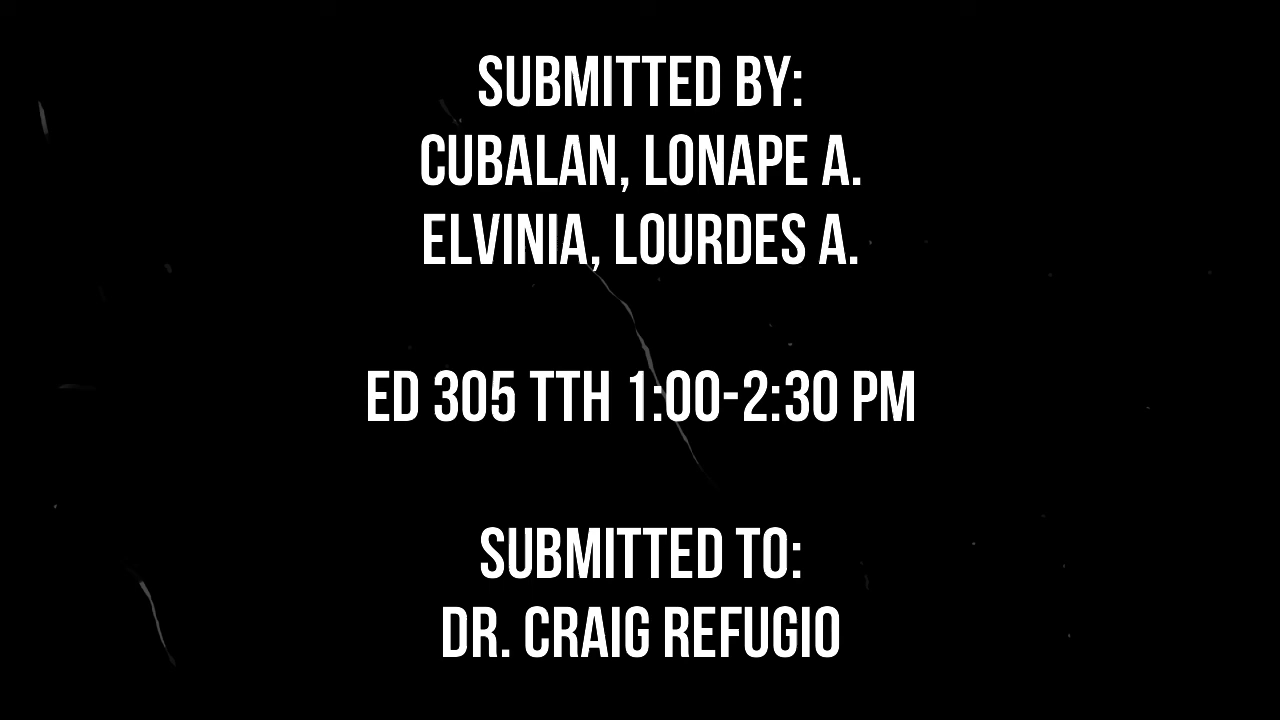 SUBMITTED BY:
CUBALAN, LONAPE A.
ELVINIA, LOURDES A.
ED 305 TTH 1:00-2:30 PM
SUBMITTED TO:
DR. CRAIG REFUGIO